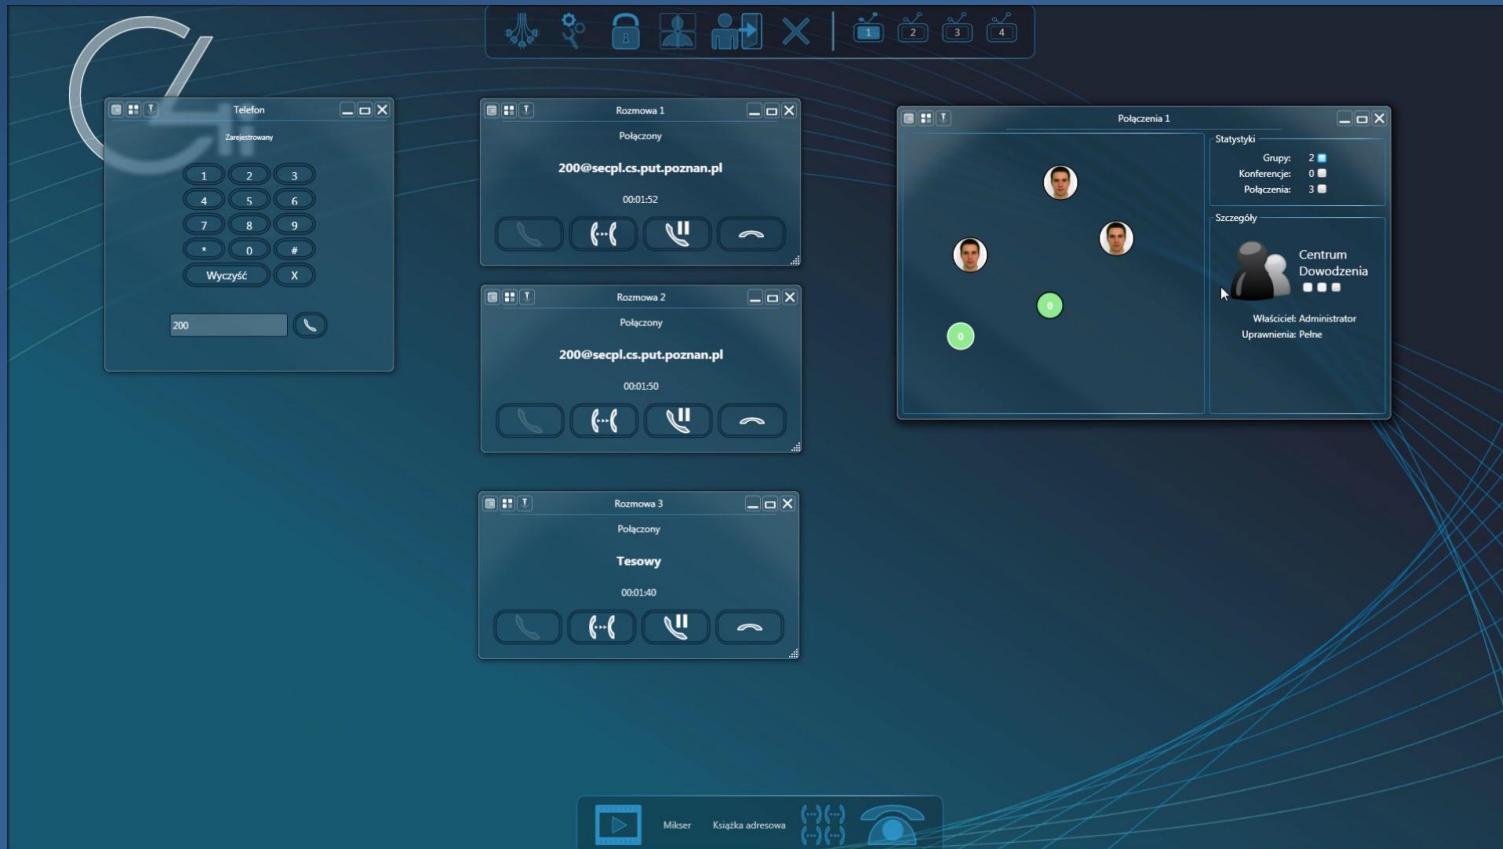 1
2
3
4
Telefon
Zarejestrowany
1 2 3
4 5 6
7 8 9
* 0 #
Wyczyść X
200
Rozmowa 1
Połączony
200@secpl.cs.put.poznan.pl
00:01:52
Rozmowa 2
Połączony
200@secpl.cs.put.poznan.pl
00:01:50
Rozmowa 3
Połączony
Tesowy
00:01:40
Połączenia 1
0
0
Statystyki
Grupy: 2
Konferencje: 0
Połączenia: 3
Szczegóły
Centrum
Dowodzenia
Właściciel: Administrator
Uprawnienia: Pełne
Mikser
Książka adresowa